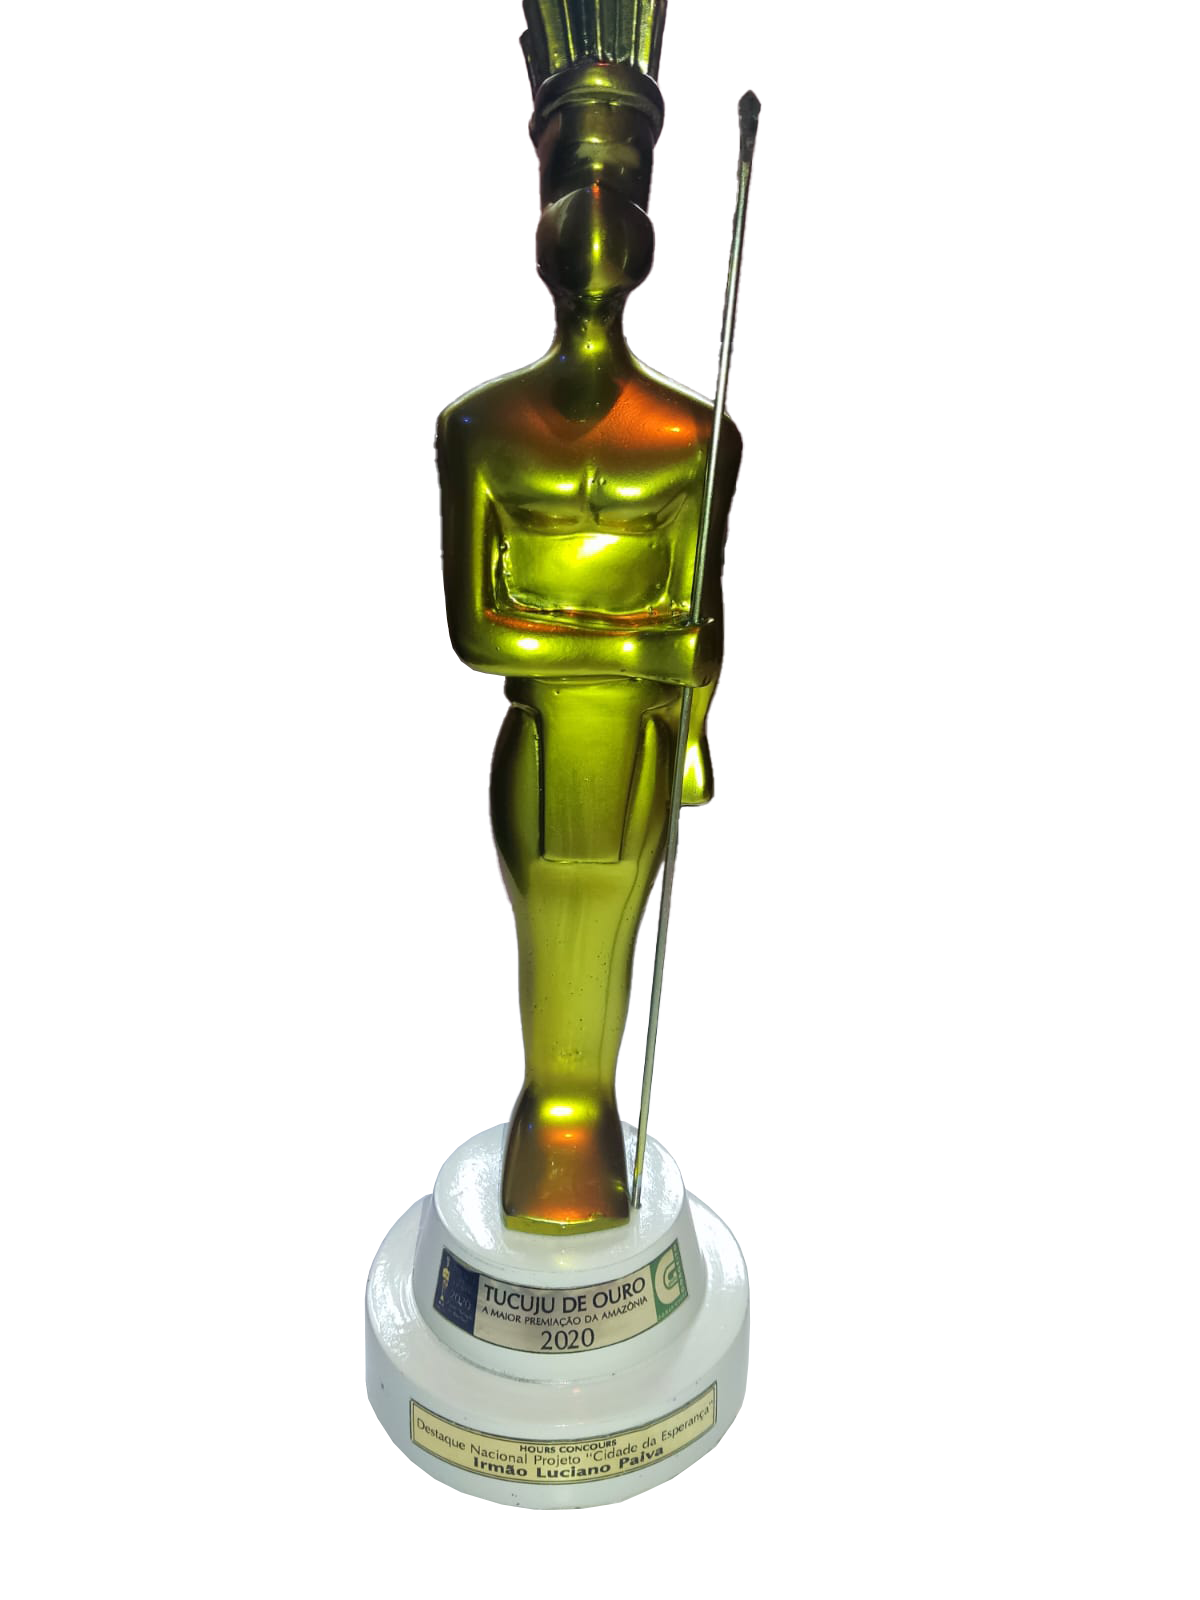 2020
TUCUJU DE OURO
A MAIOR PREMIAÇÃO DA AMAZÔNIA
2020
HOURS CONCOURS
Destaque Nacional Projeto "Cidade da Esperança"
Irmão Luciano Paiva